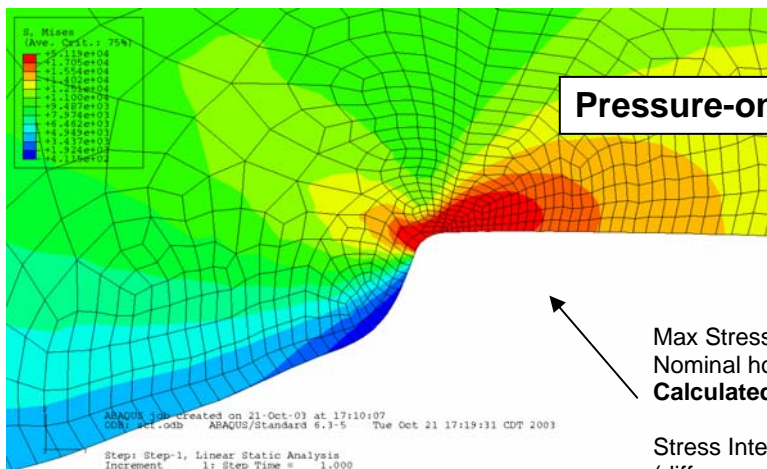 S, Mises
(Ave. Crit.: 75%)
+5.119e+04
+1.705e+04
+1.554e+04
+1.402e+04
+1.251e+04
+1.100e+04
+9.487e+03
+7.974e+03
+6.462e+03
+4.949e+03
+3.437e+03
+1.924e+03
+4.115e+02
Pressure-on
Max Stress
Nominal ho
Calculated
Stress Inte
ABAQUS job created on 21-Oct-03 at 17:10:07
ODB: scf.odb ABAQUS/Standard 6.3-5 Tue Oct 21 17:19:31 CDT 2003
Step: Step-1, Linear Static Analysis
Increment 1: Step Time = 1.000